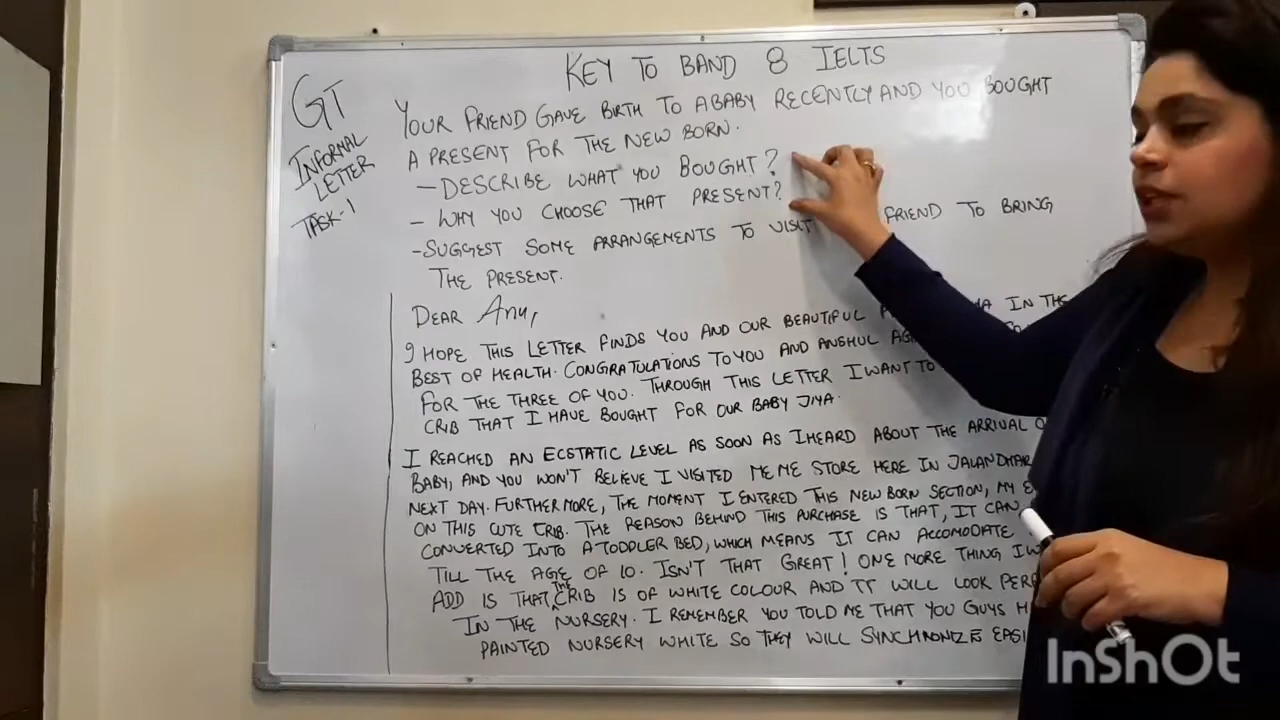 KEY TO BAND 8 IELTS
GT
INFORMAL
LETTER
TASK-1
YOUR FRIEND GAVE BIRTH TO A BABY RECENTLY AND YOU BOUGHT
A PRESENT FOR THE NEW BORN.
- DESCRIBE WHAT YOU BOUGHT?
- WHY YOU CHOOSE THAT PRESENT?
- SUGGEST SOME ARRANGEMENTS TO VISIT FRIEND TO BRING
THE PRESENT.
DEAR Anu,
I HOPE THIS LETTER FINDS YOU AND OUR BEAUTIFUL IN THE
BEST OF HEALTH. CONGRATULATIONS TO YOU AND ANSHUL
FOR THE THREE OF YOU. THROUGH THIS LETTER I WANT TO
CRIB THAT I HAVE BOUGHT FOR OUR BABY JIYA.
I REACHED AN ECSTATIC LEVEL AS SOON AS I HEARD ABOUT THE ARRIVAL
BABY, AND YOU WON'T BELIEVE I VISITED ME ME STORE HERE IN JALANDHAR
NEXT DAY. FURTHERMORE, THE MOMENT I ENTERED THIS NEW BORN SECTION, MY
ON THIS CUTE CRIB. THE REASON BEHIND THIS PURCHASE IS THAT, IT CAN
CONVERTED INTO A TODDLER BED, WHICH MEANS IT CAN ACCOMODATE
TILL THE AGE OF 10. ISN'T THAT GREAT! ONE MORE THING I
ADD IS THAT THE CRIB IS OF WHITE COLOUR AND IT WILL LOOK
IN THE NURSERY. I REMEMBER YOU TOLD ME THAT YOU GUYS
PAINTED NURSERY WHITE SO THEY WILL SYNCHRONIZE
InShOt